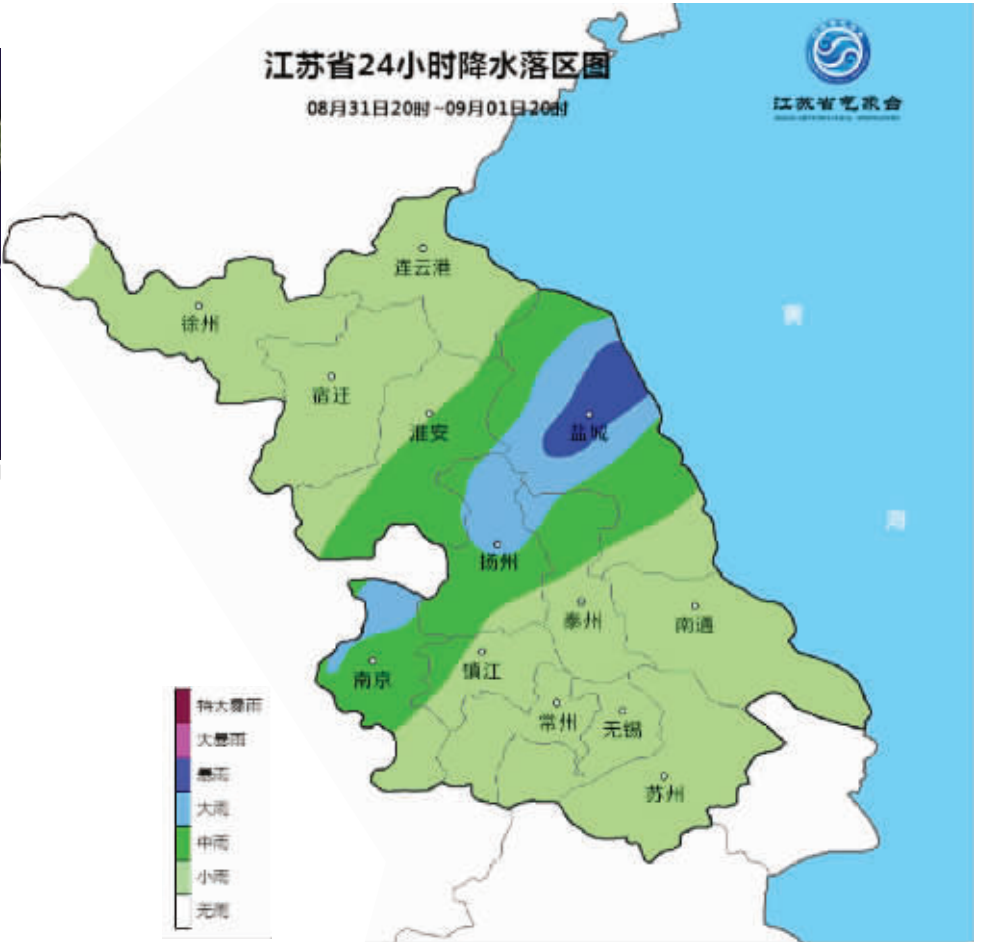 江苏省24小时降水落区图
08月31日20时~09月01日20时
江苏省气象台
连云港
徐州
黄
宿迁
淮安
盐城
海
扬州
泰州
南通
南京
镇江
常州
无锡
苏州
特大暴雨
大暴雨
暴雨
大雨
中雨
小雨
无雨